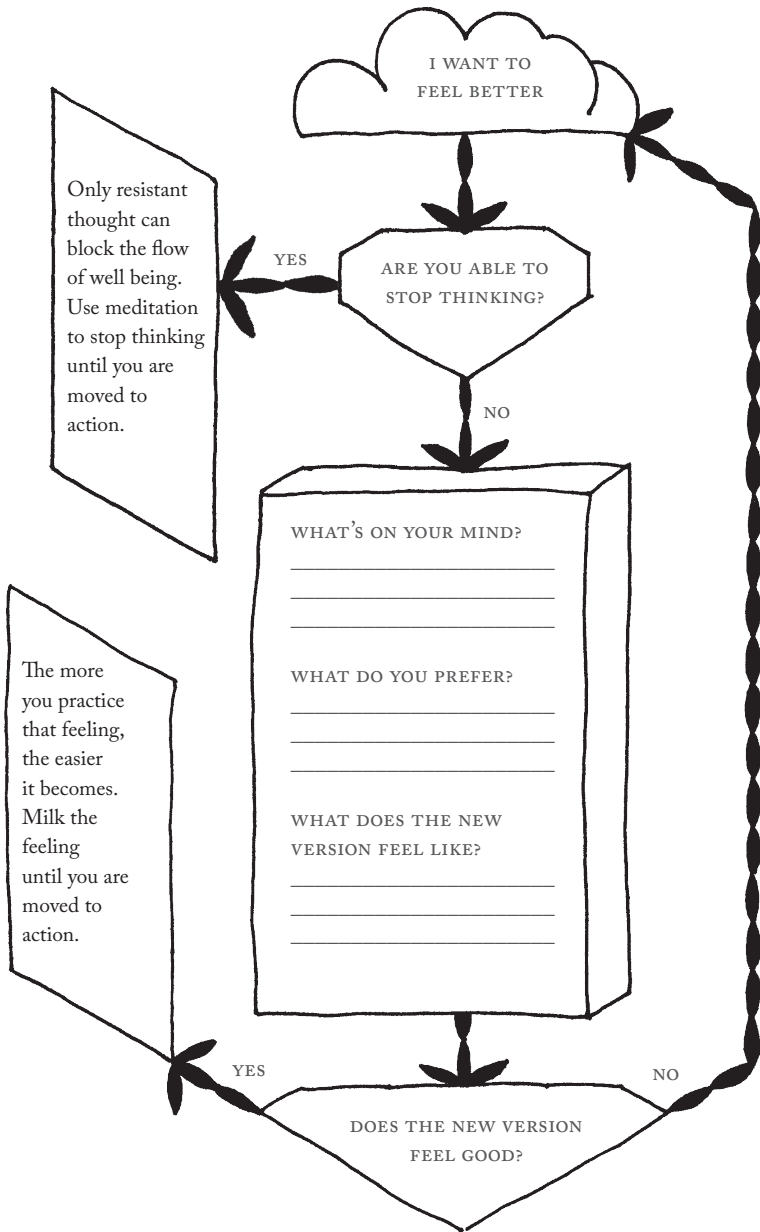 I WANT TO
FEEL BETTER
Only resistant
thought can
block the flow
of well being.
Use meditation
to stop thinking
until you are
moved to
action.
YES
ARE YOU ABLE TO
STOP THINKING?
NO
WHAT’S ON YOUR MIND?
WHAT DO YOU PREFER?
WHAT DOES THE NEW
VERSION FEEL LIKE?
The more
you practice
that feeling,
the easier
it becomes.
Milk the
feeling
until you are
moved to
action.
YES
NO
DOES THE NEW VERSION
FEEL GOOD?